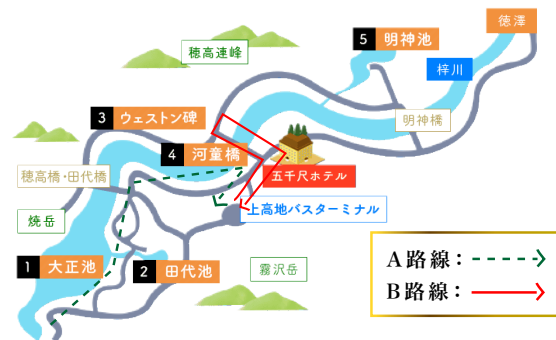 徳澤
5 明神池
穂高連峰
梓川
3 ウェストン碑
明神橋
4 河童橋
穂高橋・田代橋
五千尺ホテル
焼岳
上高地バスターミナル
1 大正池
2 田代池
霧沢岳
A路線：
B路線：